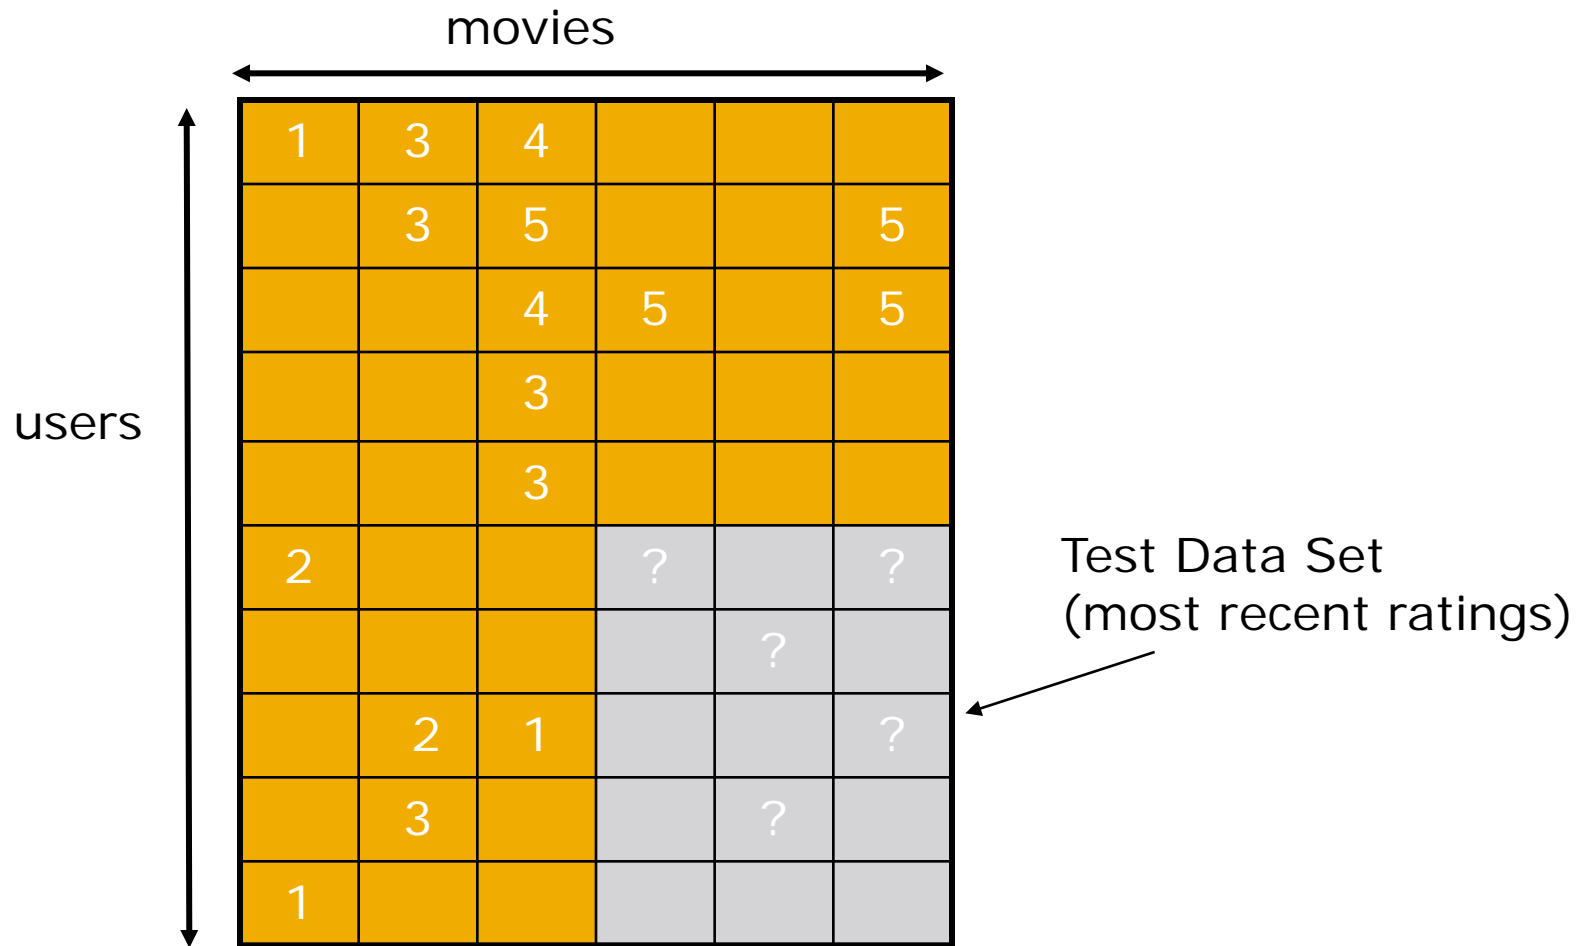 movies
users
1 3 4
3 5 5
4 5 5
3
3
2 ? ?
?
2 1 ?
3 ?
1
Test Data Set
(most recent ratings)